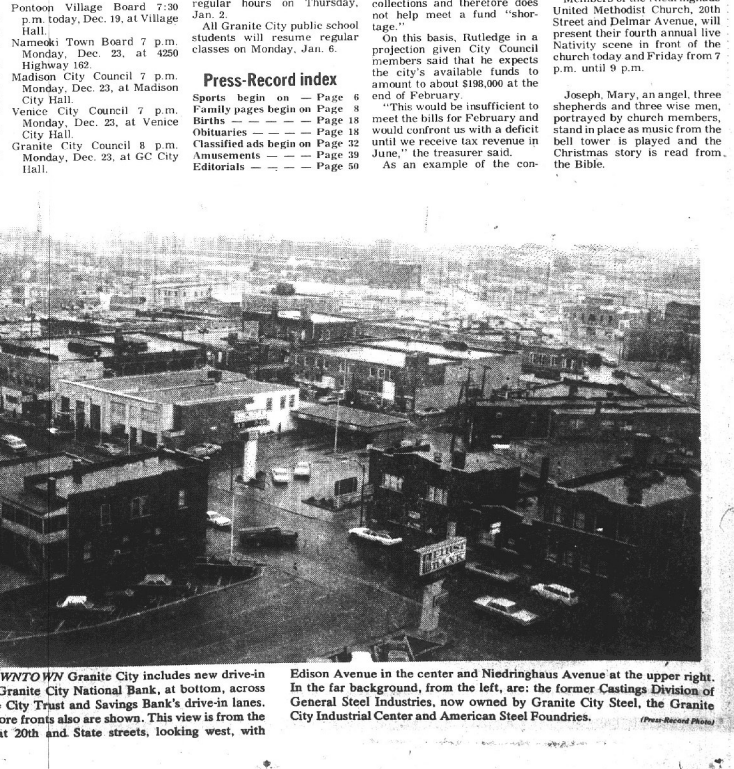 Pontoon Village Board 7:30
p.m. today, Dec. 19, at Village
Hall.
Nameoki Town Board 7 p.m.
Monday, Dec. 23, at 4250
Highway 162.
Madison City Council 7 p.m.
Monday, Dec. 23, at Madison
City Hall.
Venice City Council 7 p.m.
Monday, Dec. 23, at Venice
City Hall.
Granite City Council 8 p.m.
Monday, Dec. 23, at GC City
Hall.
regular hours on Thursday,
Jan. 2.
All Granite City public school
students will resume regular
classes on Monday, Jan. 6.
Press-Record index
Sports begin on — Page 6
Family pages begin on Page 8
Births — — — — Page 18
Obituaries — — — Page 18
Classified ads begin Page 32
Amusements — — Page 39
Editorials — — — Page 50
collections and therefore does
not help meet a fund "shor-
tage."
On this basis, Rutledge in a
projection given City Council
members said that he expects
the city's available funds to
amount to about $198,000 at the
end of February.
"This would be insufficient to
meet the bills for February and
would confront us with a deficit
until we receive tax revenue in
June," the treasurer said.
As an example of the con-
United Methodist Church, 20th
Street and Delmar Avenue, will
present their fourth annual live
Nativity scene in front of the
church today and Friday from 7
p.m. until 9 p.m.
Joseph, Mary, an angel, three
shepherds and three wise men,
portrayed by church members,
stand in place as music from the
bell tower is played and the
Christmas story is read from
the Bible.
TRUST
BANK
WNTOWN Granite City includes new drive-in
Granite City National Bank, at bottom, across
City Trust and Savings Bank's drive-in lanes.
ore fronts also are shown. This view is from the
at 20th and State streets, looking west, with
Edison Avenue in the center and Niedringhaus Avenue at the upper right.
In the far background, from the left, are: the former Castings Division of
General Steel Industries, now owned by Granite City Steel, the Granite
City Industrial Center and American Steel Foundries.
(Press-Record Photo)